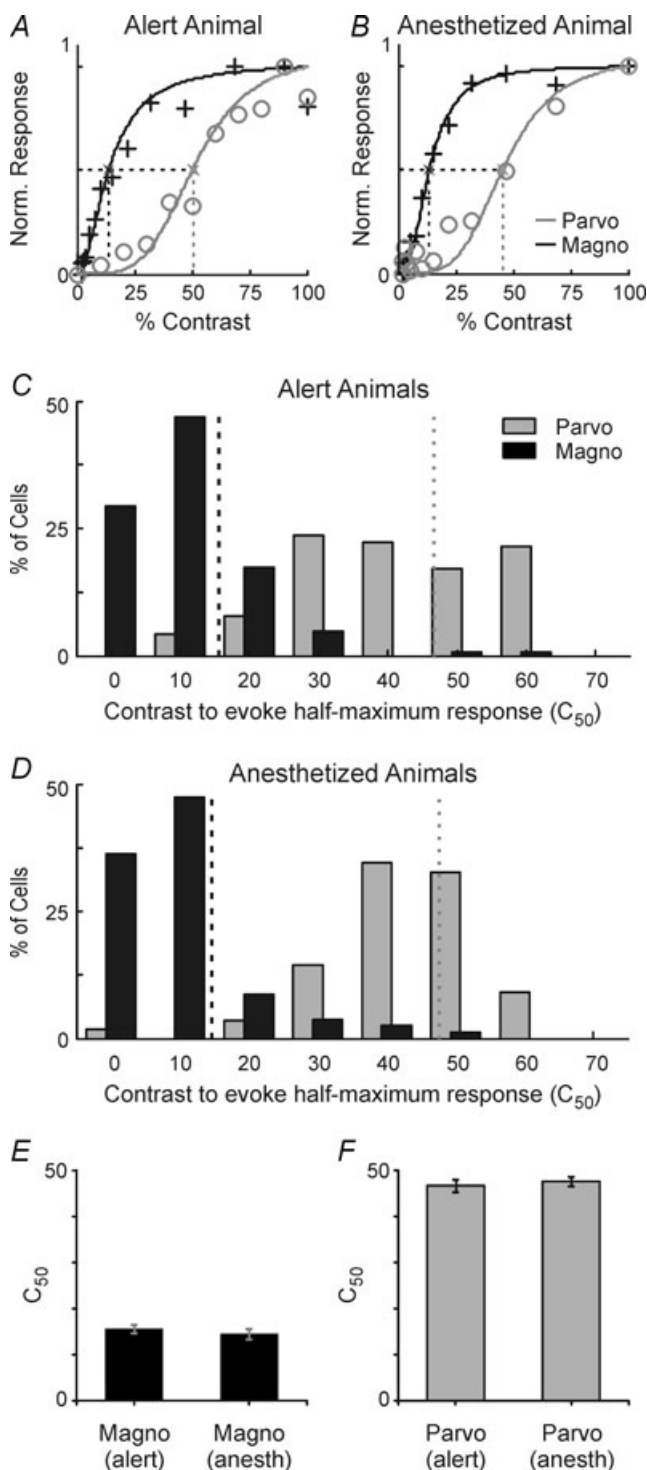 A Alert Animal
1
Norm. Response
0
0 25 50 75 100
% Contrast
B Anesthetized Animal
1
Norm. Response
0
0 25 50 75 100
% Contrast
Parvo
Magno
C Alert Animals
50
25
0
% of Cells
Parvo
Magno
0 10 20 30 40 50 60 70
Contrast to evoke half-maximum response (C50)
D Anesthetized Animals
50
25
0
% of Cells
0 10 20 30 40 50 60 70
Contrast to evoke half-maximum response (C50)
E
50
C50
0
Magno Magno
(alert) (anesth)
F
50
C50
0
Parvo Parvo
(alert) (anesth)